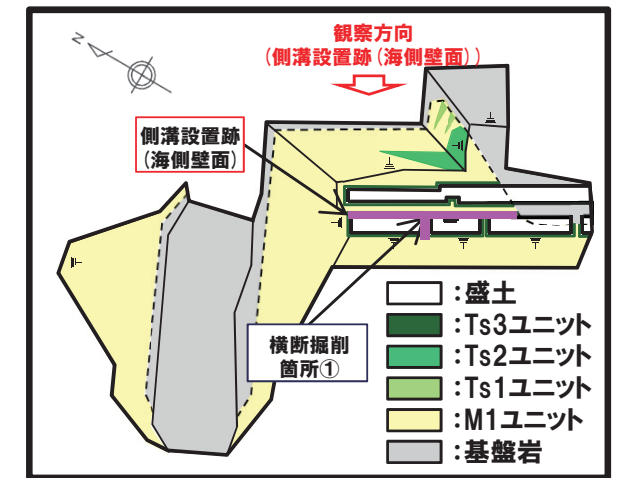 観察方向
(側溝設置跡(海側壁面))
N
側溝設置跡
(海側壁面)
横断掘削
箇所①
:盛土
:Ts3ユニット
:Ts2ユニット
:Ts1ユニット
:M1ユニット
:基盤岩